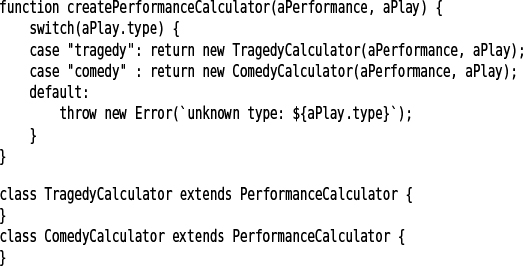 function createPerformanceCalculator(aPerformance, aPlay) {
    switch(aPlay.type) {
    case "tragedy": return new TragedyCalculator(aPerformance, aPlay);
    case "comedy" : return new ComedyCalculator(aPerformance, aPlay);
    default:
        throw new Error(`unknown type: ${aPlay.type}`);
    }
}
class TragedyCalculator extends PerformanceCalculator {
}
class ComedyCalculator extends PerformanceCalculator {
}